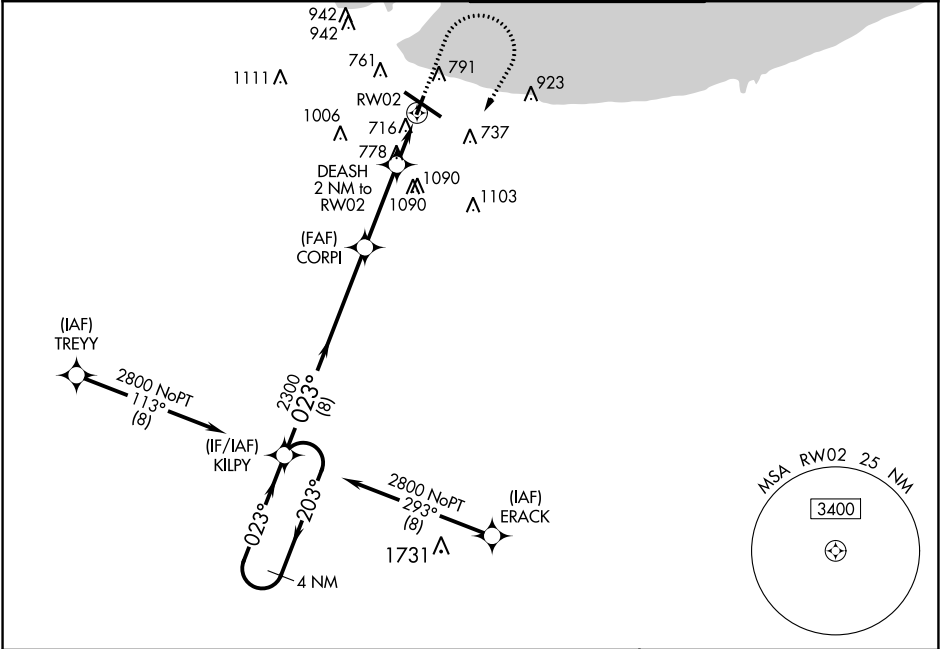 942
942
761
791
1111
923
RW02
1006
716
737
778
DEASH
2 NM to
RW02
1090
1090
1103
(FAF)
CORPI
(IAF)
TREYY
2800 NoPT
113°
(8)
2300
023°
(8)
(IF/IAF)
KILPY
023°
203°
4 NM
2800 NoPT
293°
(8)
(IAF)
ERACK
1731
MSA RW02 25 NM
3400